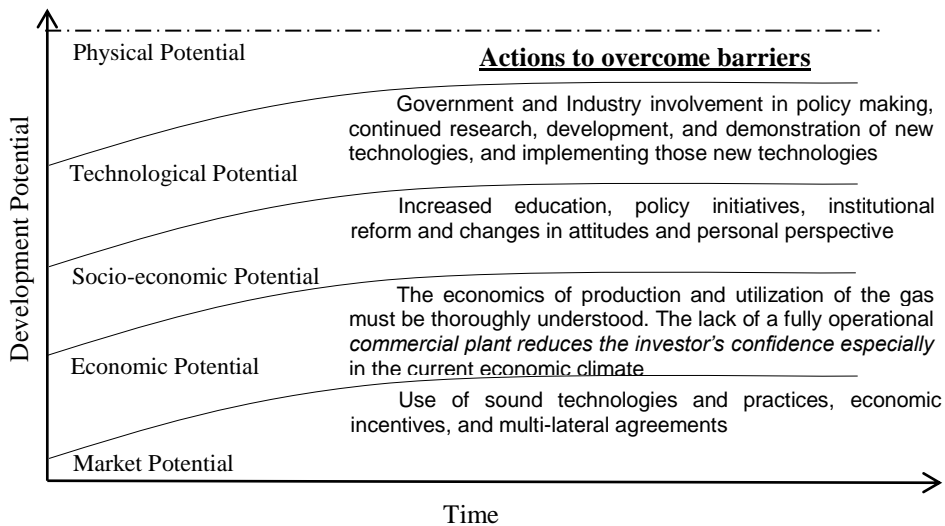 Physical Potential
Actions to overcome barriers
Government and Industry involvement in policy making,
continued research, development, and demonstration of new
technologies, and implementing those new technologies
Technological Potential
Increased education, policy initiatives, institutional
reform and changes in attitudes and personal perspective
Socio-economic Potential
The economics of production and utilization of the gas
must be thoroughly understood. The lack of a fully operational
commercial plant reduces the investor's confidence especially
in the current economic climate
Economic Potential
Use of sound technologies and practices, economic
incentives, and multi-lateral agreements
Market Potential
Development Potential
Time